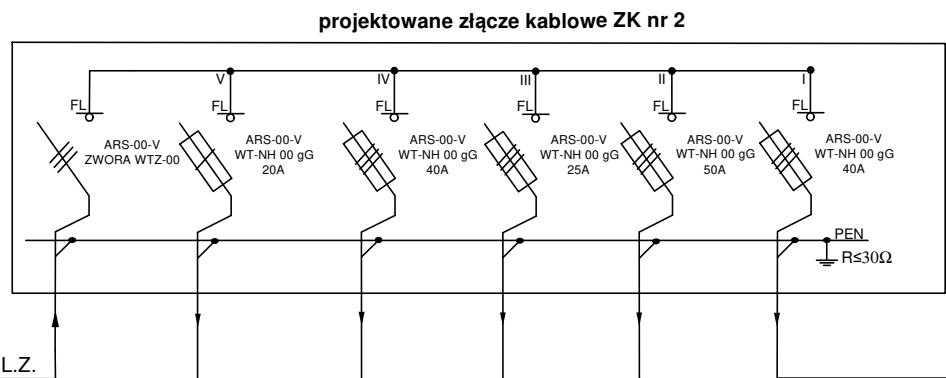 projektowane złącze kablowe ZK nr 2
V
IV
III
II
I
FL
FL
FL
FL
FL
FL
ARS-00-V
ZWORA WTZ-00
ARS-00-V
WT-NH 00 gG
20A
ARS-00-V
WT-NH 00 gG
40A
ARS-00-V
WT-NH 00 gG
25A
ARS-00-V
WT-NH 00 gG
50A
ARS-00-V
WT-NH 00 gG
40A
PEN
R≤30Ω
L.Z.